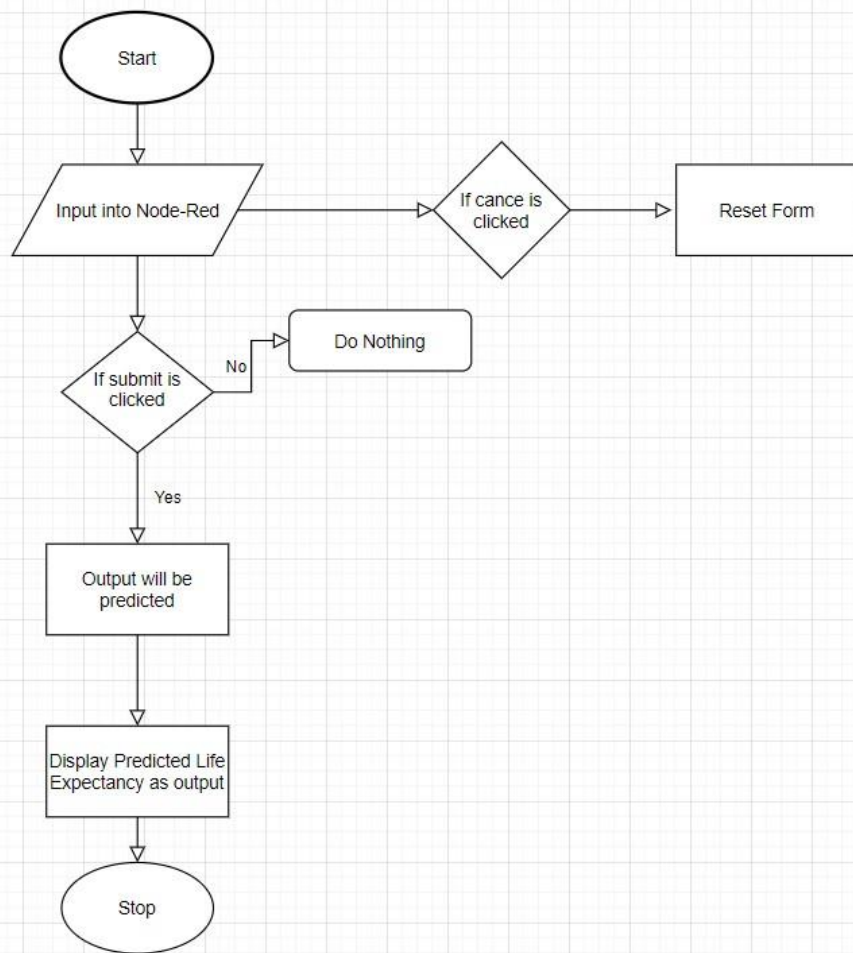 Start
Input into Node-Red
If cance is
clicked
Reset Form
Do Nothing
No
If submit is
clicked
Yes
Output will be
predicted
Display Predicted Life
Expectancy as output
Stop